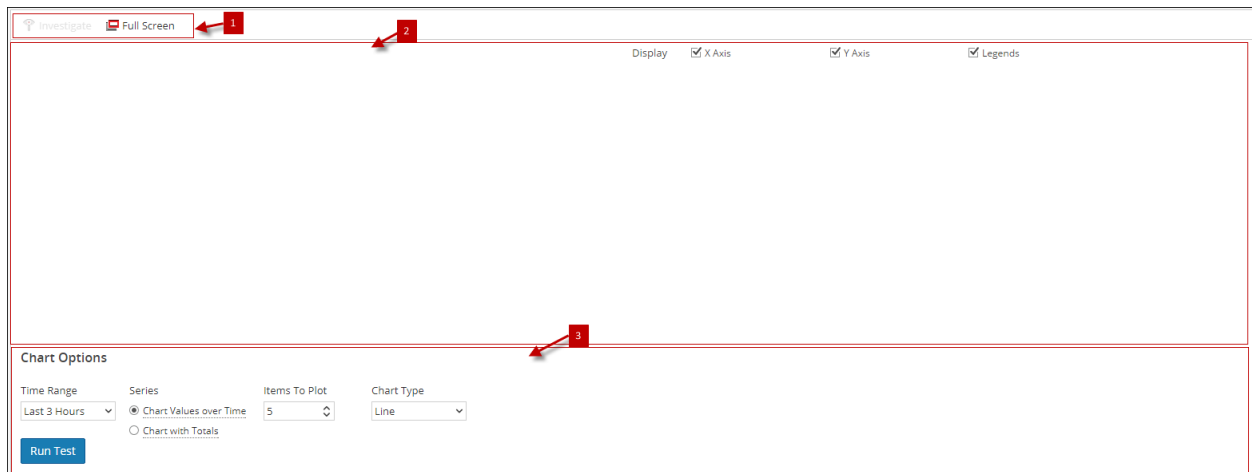 Investigate Full Screen 1
2
Display X Axis Y Axis Legends
3
Chart Options
Time Range Series Items To Plot Chart Type
Last 3 Hours Chart Values over Time 5 Line
Chart with Totals
Run Test